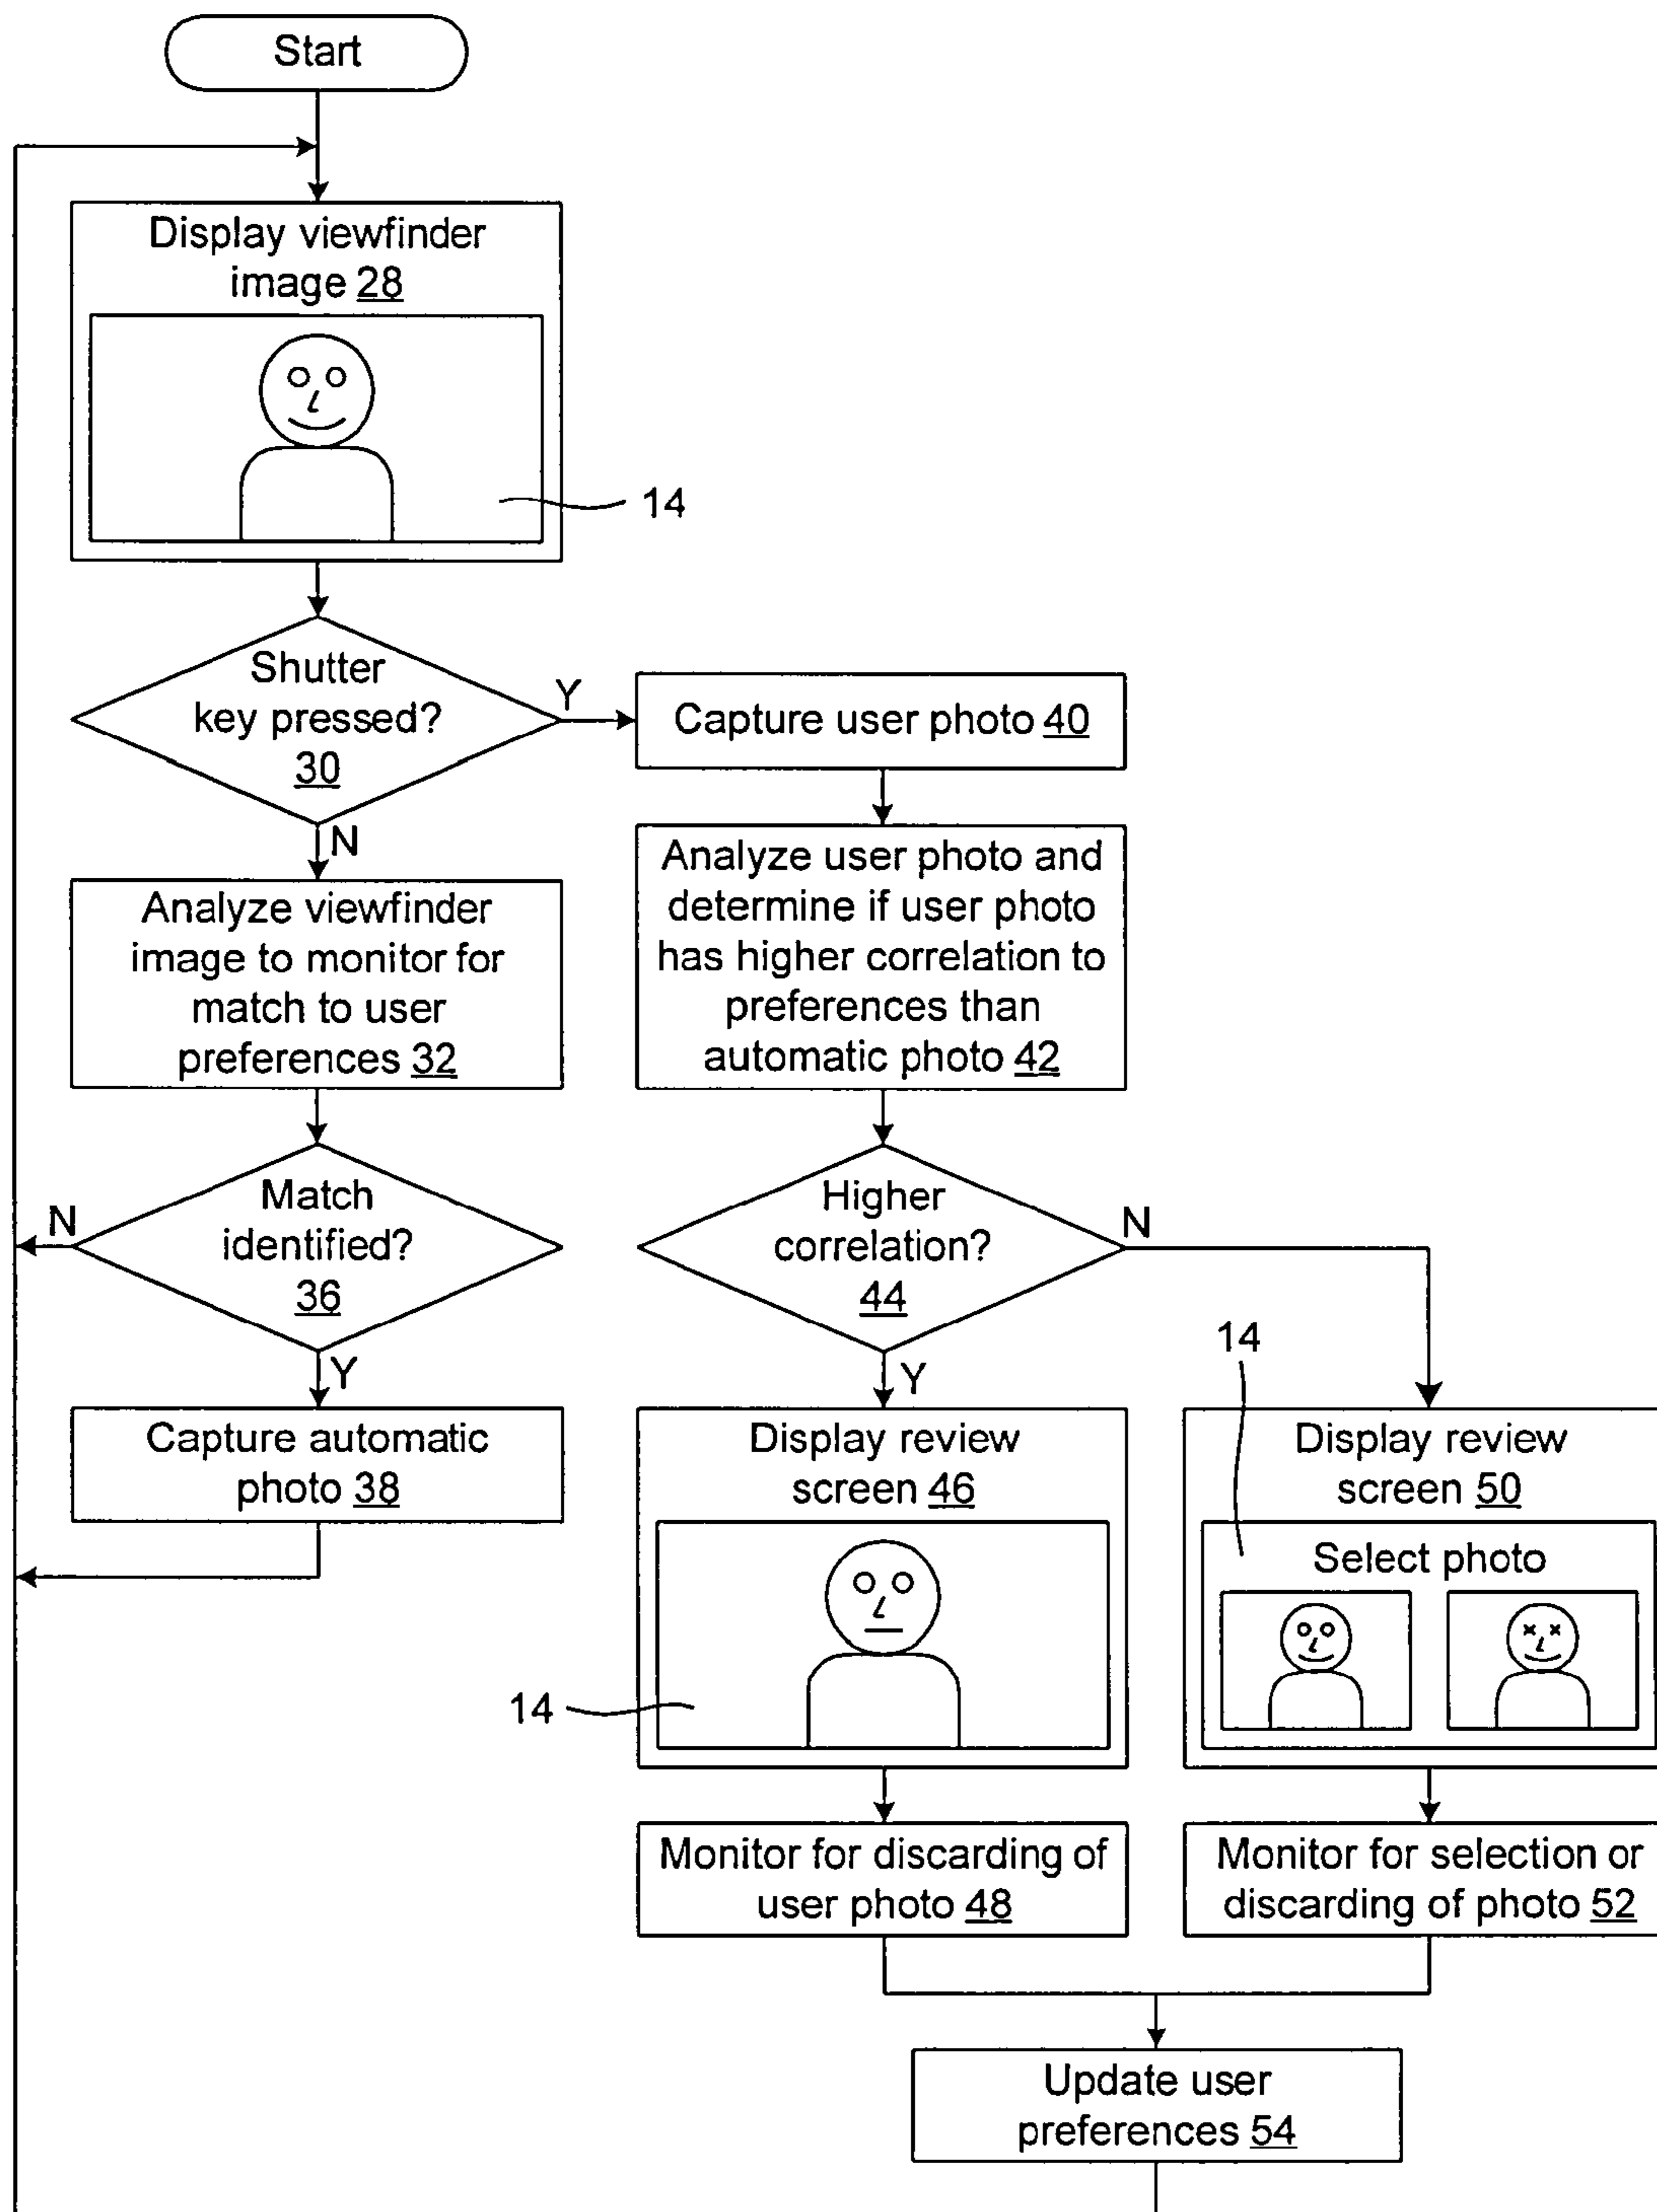 Start
Display viewfinder
image 28
14
Shutter
key pressed?
30
Y
N
Capture user photo 40
Analyze viewfinder
image to monitor for
match to user
preferences 32
Analyze user photo and
determine if user photo
has higher correlation to
preferences than
automatic photo 42
Match
identified?
36
N
Y
Higher
correlation?
44
N
Y
14
Capture automatic
photo 38
Display review
screen 46
14
Display review
screen 50
Select photo
Monitor for discarding of
user photo 48
Monitor for selection or
discarding of photo 52
Update user
preferences 54